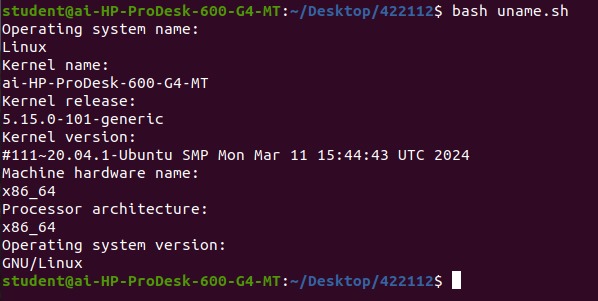 student@ai-HP-ProDesk-600-G4-MT:~/Desktop/422112$ bash uname.sh
Operating system name:
Linux
Kernel name:
ai-HP-ProDesk-600-G4-MT
Kernel release:
5.15.0-101-generic
Kernel version:
#111~20.04.1-Ubuntu SMP Mon Mar 11 15:44:43 UTC 2024
Machine hardware name:
x86_64
Processor architecture:
x86_64
Operating system version:
GNU/Linux
student@ai-HP-ProDesk-600-G4-MT:~/Desktop/422112$